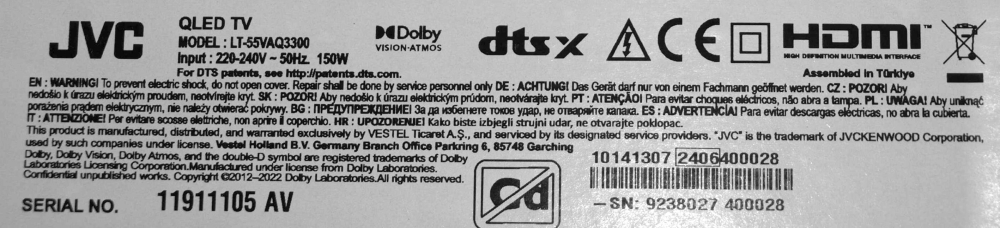 JVC
QLED TV
MODEL : LT-55VAQ3300
Input : 220-240V ~ 50Hz. 150W
For DTS patents, see http://patents.dts.com.
Dolby
VISION·ATMOS
dts x
CE
HDMI
HIGH DEFINITION MULTIMEDIA INTERFACE
Assembled in Türkiye
EN : WARNING! To prevent electric shock, do not open cover. Repair shall be done by service personnel only DE : ACHTUNG! Das Gerät darf nur von einem Fachmann geöffnet werden. CZ : POZOR! Aby
nedošlo k úrazu elektrickým proudem, neotvírejte kryt. SK : POZOR! Aby nedošlo k úrazu elektrickým prúdom, neotvárajte kryt. PT : ATENÇÃO! Para evitar choques eléctricos, não abra a tampa. PL : UWAGA! Aby uniknąć
porażenia prądem elektrycznym, nie należy otwierać pokrywy. BG : ПРЕДУПРЕЖДЕНИЕ! За да избегнете токов удар, не отваряйте капака. ES : ADVERTENCIA! Para evitar descargas eléctricas, no abra la cubierta.
IT : ATTENZIONE! Per evitare scosse elettriche, non aprire il coperchio. HR : UPOZORENJE! Kako biste izbjegli strujni udar, ne otvarajte poklopac.
This product is manufactured, distributed, and warranted exclusively by VESTEL Ticaret A.Ş., and serviced by its designated service providers. "JVC" is the trademark of JVCKENWOOD Corporation,
used by such companies under license. Vestel Holland B.V. Germany Branch Office Parkring 6, 85748 Garching
Dolby, Dolby Vision, Dolby Atmos, and the double-D symbol are registered trademarks of Dolby
Laboratories Licensing Corporation.Manufactured under license from Dolby Laboratories.
Confidential unpublished works. Copyright ©2012–2022 Dolby Laboratories.All rights reserved.
SERIAL NO. 11911105 AV
Cd
10141307 2406400028
–SN: 9238027 400028